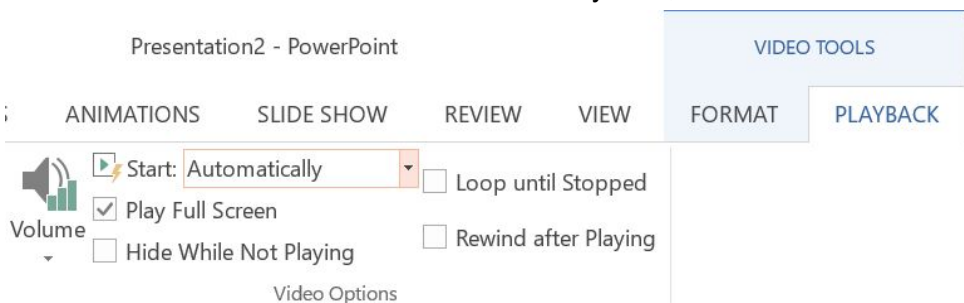 Presentation2 - PowerPoint
VIDEO TOOLS
ANIMATIONS SLIDE SHOW REVIEW VIEW FORMAT PLAYBACK
Start: Automatically
Loop until Stopped
Play Full Screen
Volume
Rewind after Playing
Hide While Not Playing
Video Options